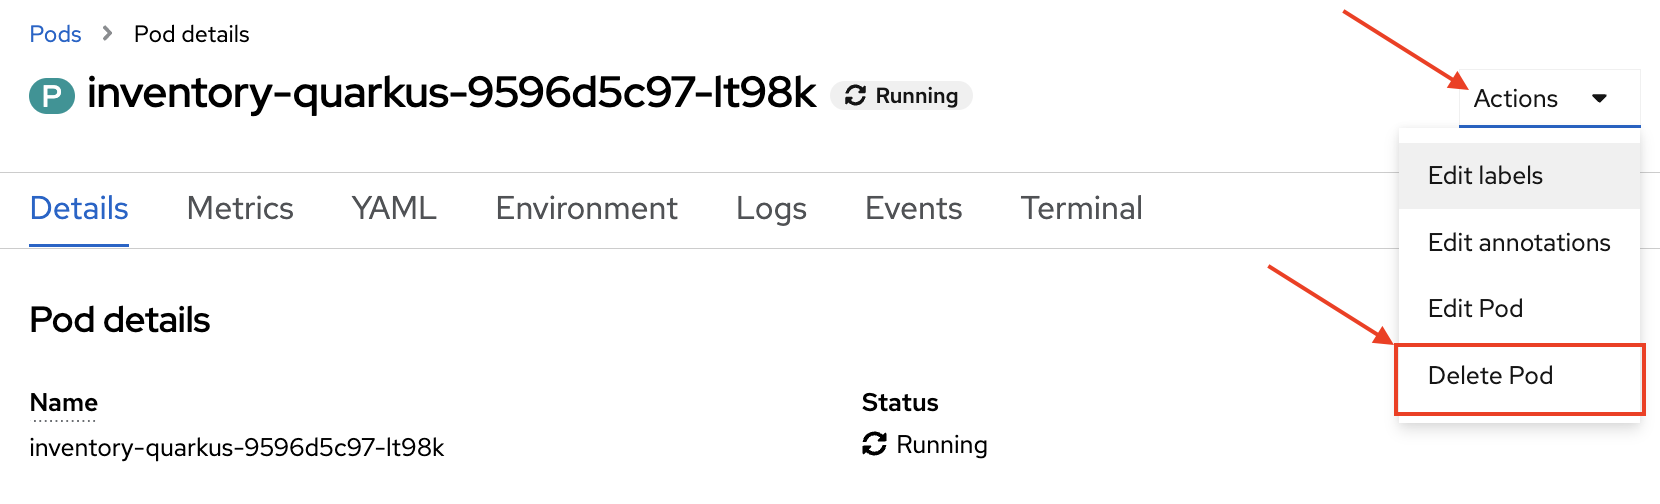 Pods > Pod details
P inventory-quarkus-9596d5c97-lt98k Running
Actions
Edit labels
Edit annotations
Edit Pod
Delete Pod
Details Metrics YAML Environment Logs Events Terminal
Pod details
Name
inventory-quarkus-9596d5c97-lt98k
Status
Running